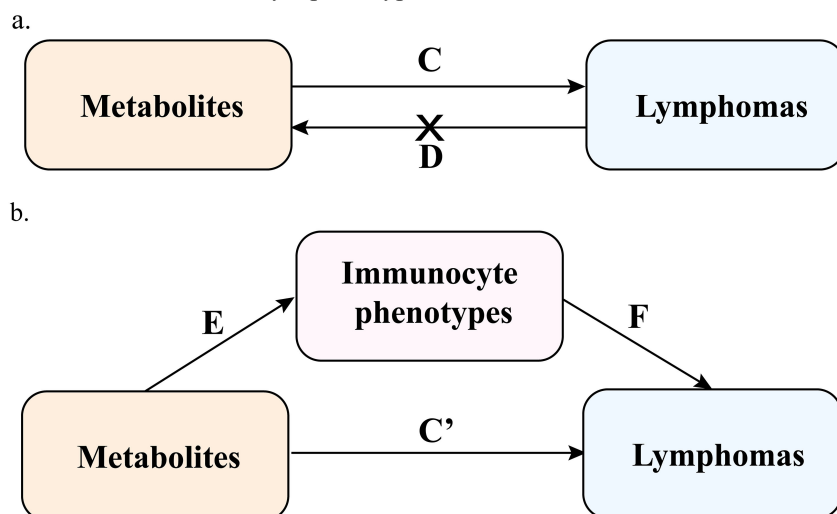 a.
C
Metabolites
Lymphomas
D
b.
Immunocyte
phenotypes
E
F
C’
Metabolites
Lymphomas